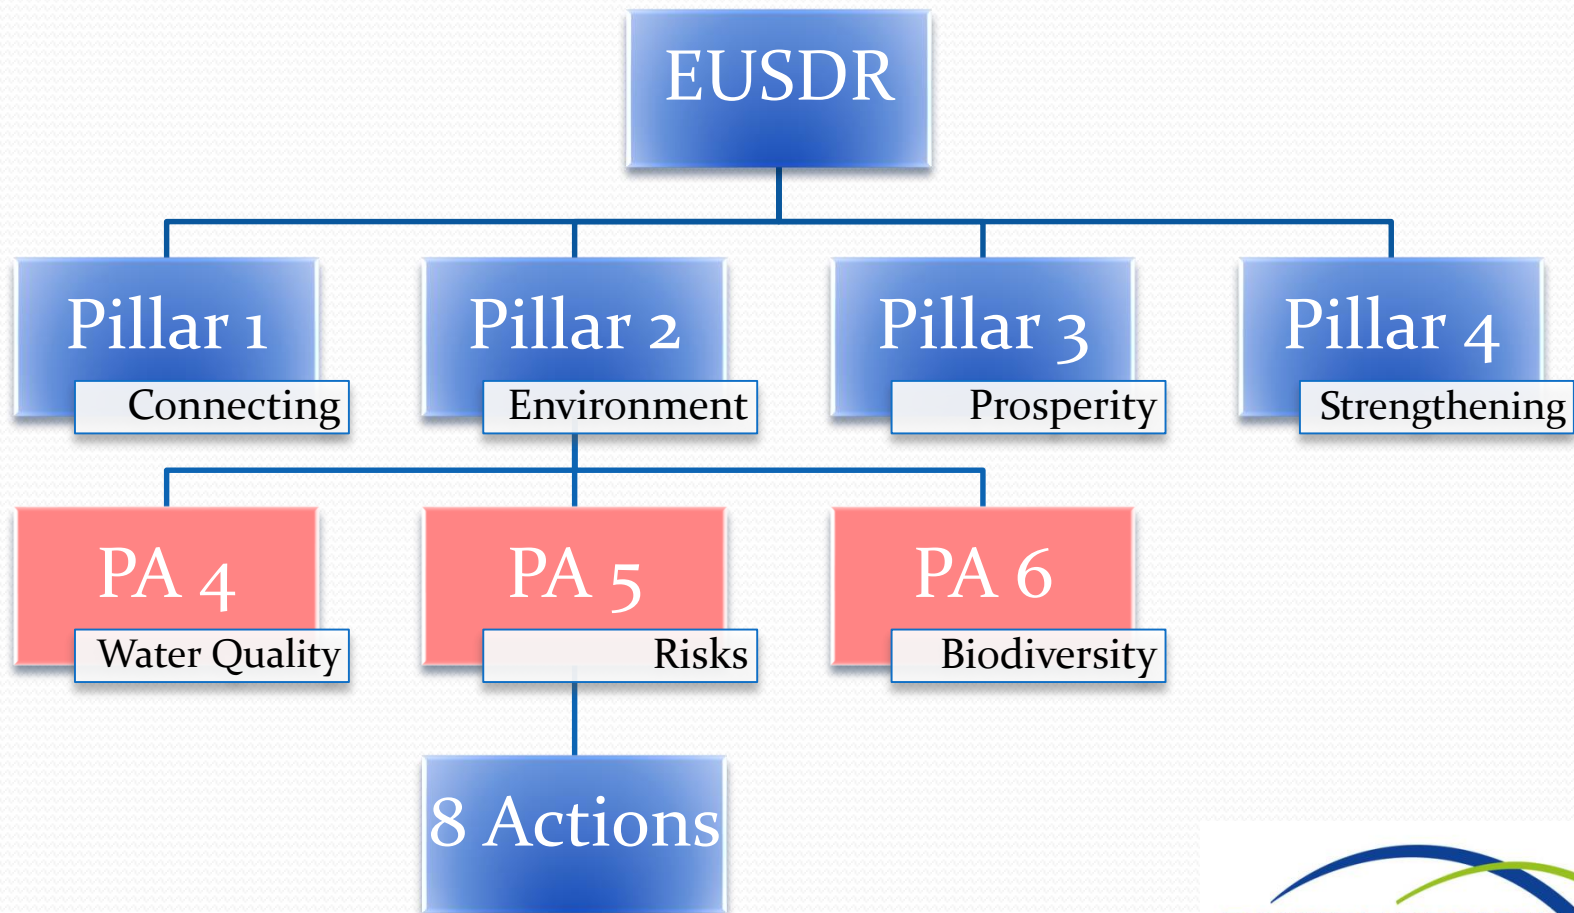 EUSDR
Pillar 1
Connecting
Pillar 2
Environment
Pillar 3
Prosperity
Pillar 4
Strengthening
PA 4
Water Quality
PA 5
Risks
PA 6
Biodiversity
8 Actions